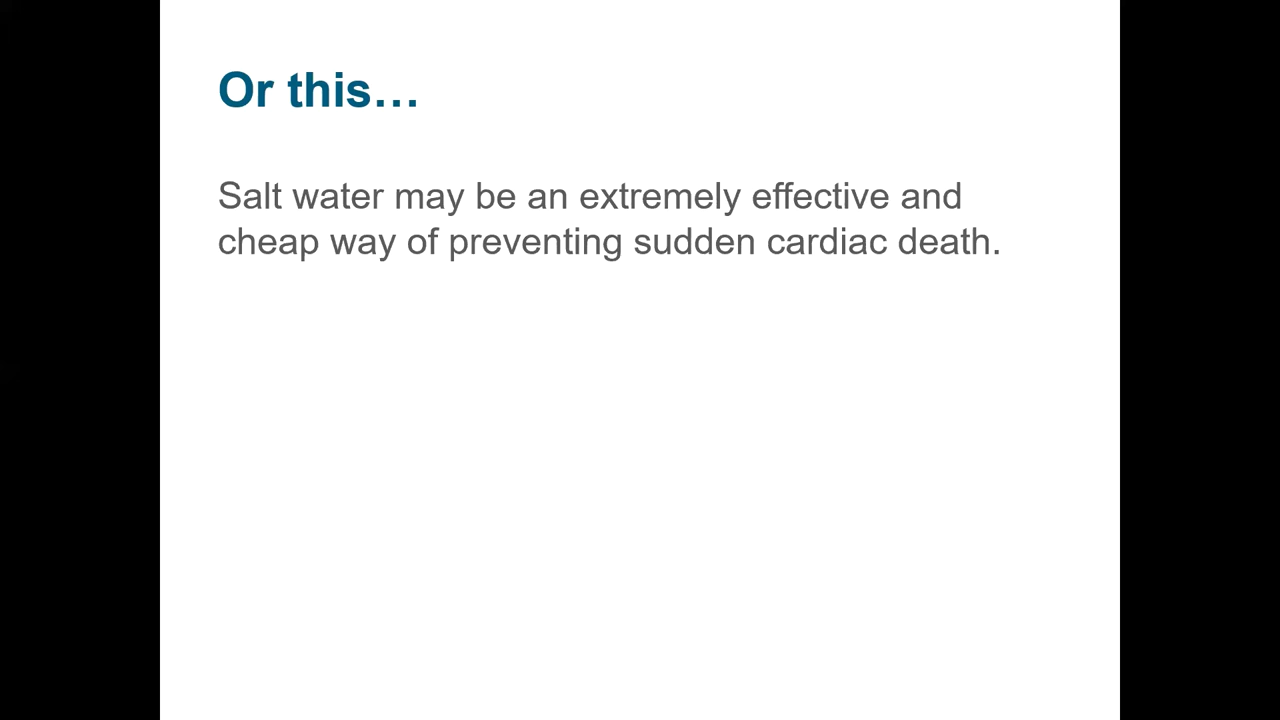 Or this…
Salt water may be an extremely effective and
cheap way of preventing sudden cardiac death.